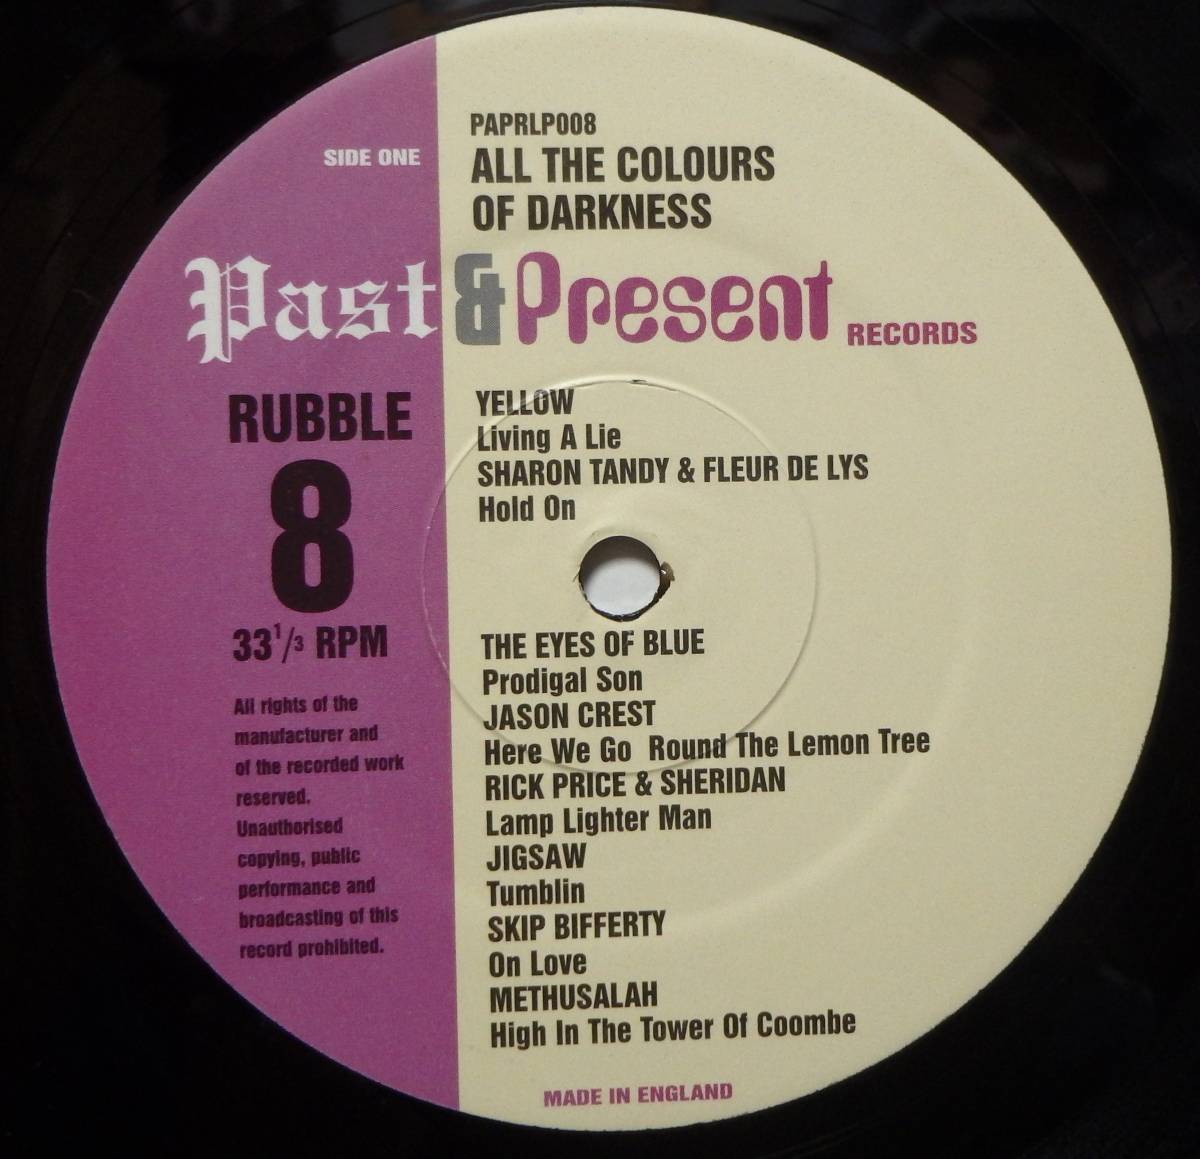 SIDE ONE
PAPRLP008
ALL THE COLOURS
OF DARKNESS
Past & Present RECORDS
RUBBLE
8
33 1/3 RPM
All rights of the
manufacturer and
of the recorded work
reserved.
Unauthorised
copying, public
performance and
broadcasting of this
record prohibited.
YELLOW
Living A Lie
SHARON TANDY & FLEUR DE LYS
Hold On
THE EYES OF BLUE
Prodigal Son
JASON CREST
Here We Go Round The Lemon Tree
RICK PRICE & SHERIDAN
Lamp Lighter Man
JIGSAW
Tumblin
SKIP BIFFERTY
On Love
METHUSALAH
High In The Tower Of Coombe
MADE IN ENGLAND